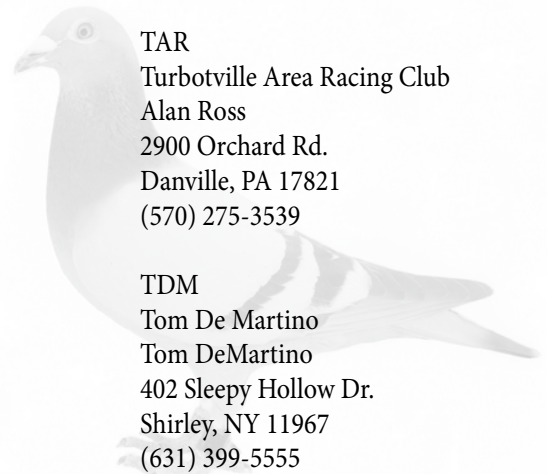 TAR
Turbotville Area Racing Club
Alan Ross
2900 Orchard Rd.
Danville, PA 17821
(570) 275-3539
TDM
Tom De Martino
Tom DeMartino
402 Sleepy Hollow Dr.
Shirley, NY 11967
(631) 399-5555